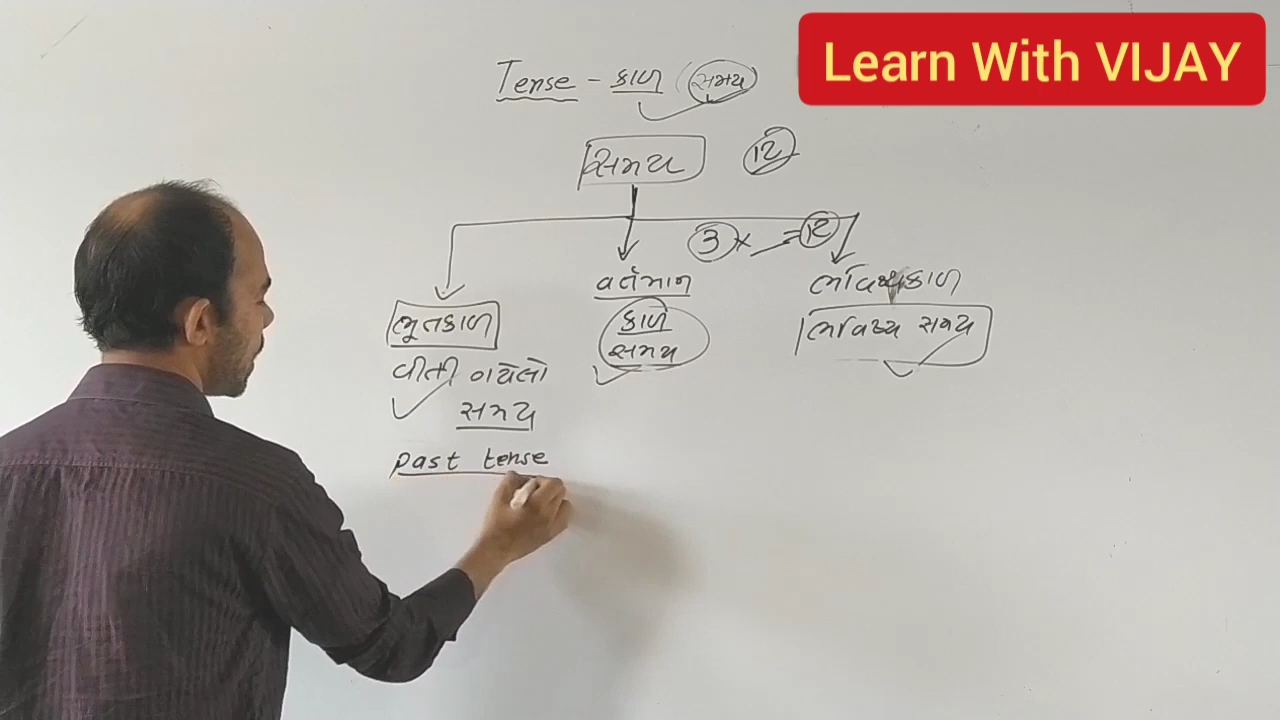 Learn With VIJAY
Tense - કાળ (સમય)
સમય 12
3 × = 12
ભૂતકાળ
વીતી ગયેલો
સમય
past tense
વર્તમાન
કાળ
સમય
ભવિષ્યકાળ
ભવિષ્ય સમય